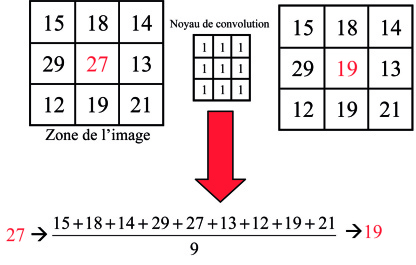 15 18 14
29 27 13
12 19 21
Zone de l'image
Noyau de convolution
1 1 1
1 1 1
1 1 1
15 18 14
29 19 13
12 19 21
27 → 15+18+14+29+27+13+12+19+21 → 19
9